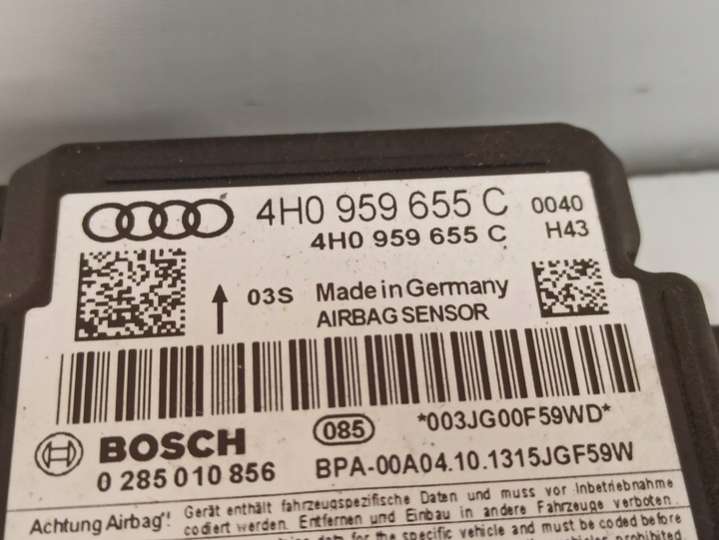 4H0 959 655 C 0040
4H0 959 655 C H43
03S Made in Germany
AIRBAG SENSOR
085 *003JG00F59WD*
BOSCH
0 285 010 856 BPA-00A04.10.1315JGF59W
Achtung Airbag! Gerät enthält fahrzeugspezifische Daten und muss vor Inbetriebnahme
codiert werden. Entfernen und Einbau in andere Fahrzeuge verboten.
data for the specific vehicle and must be coded before